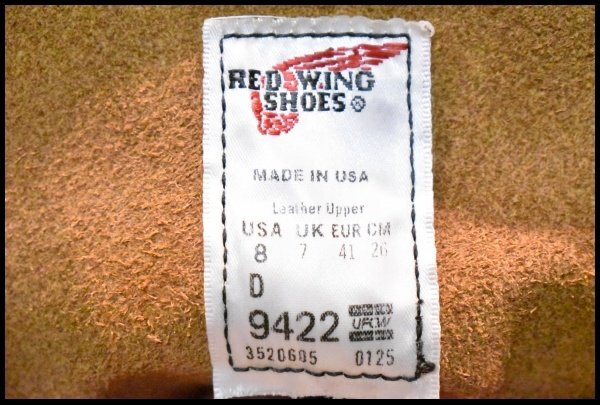 RED WING
SHOES®
MADE IN USA
Leather Upper
USA UK EUR CM
8 7 41 26
D
9422 UFCW
3520605 0125